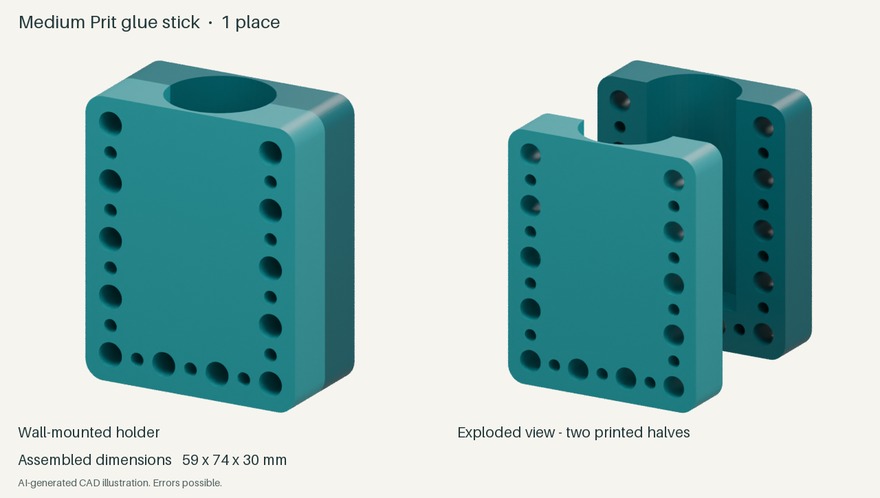 Medium Prit glue stick · 1 place
Wall-mounted holder
Exploded view - two printed halves
Assembled dimensions 59 x 74 x 30 mm
AI-generated CAD illustration. Errors possible.